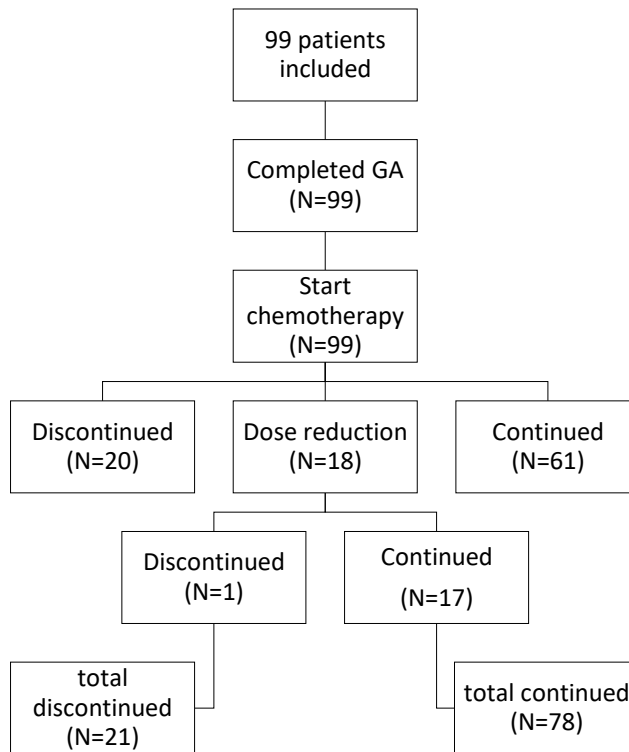 99 patients
included
Completed GA
(N=99)
Start
chemotherapy
(N=99)
Discontinued
(N=20)
Dose reduction
(N=18)
Continued
(N=61)
Discontinued
(N=1)
Continued
(N=17)
total
discontinued
(N=21)
total continued
(N=78)